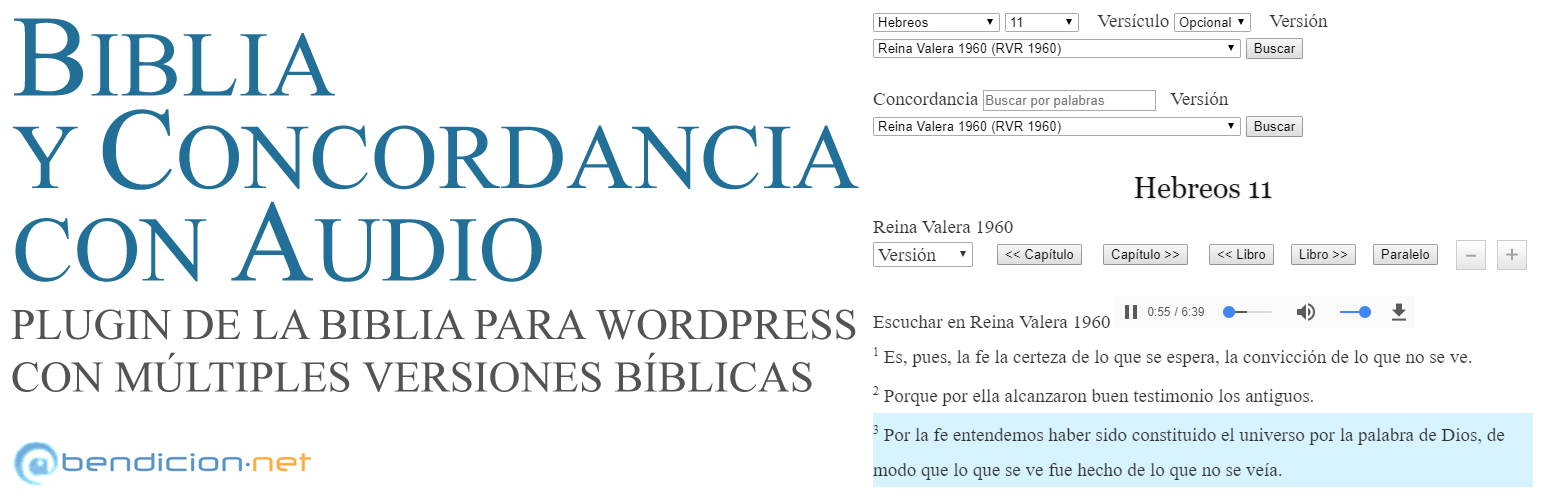 BIBLIA
Y CONCORDANCIA
CON AUDIO
PLUGIN DE LA BIBLIA PARA WORDPRESS
CON MÚLTIPLES VERSIONES BÍBLICAS
@bendicion.net
Hebreos 11 Versículo Opcional Versión
Reina Valera 1960 (RVR 1960) Buscar
Concordancia Buscar por palabras Versión
Reina Valera 1960 (RVR 1960) Buscar
Hebreos 11
Reina Valera 1960
Versión << Capítulo Capítulo >> << Libro Libro >> Paralelo − +
Escuchar en Reina Valera 1960 0:55 / 6:39
1 Es, pues, la fe la certeza de lo que se espera, la convicción de lo que no se ve.
2 Porque por ella alcanzaron buen testimonio los antiguos.
3 Por la fe entendemos haber sido constituido el universo por la palabra de Dios, de
modo que lo que se ve fue hecho de lo que no se veía.